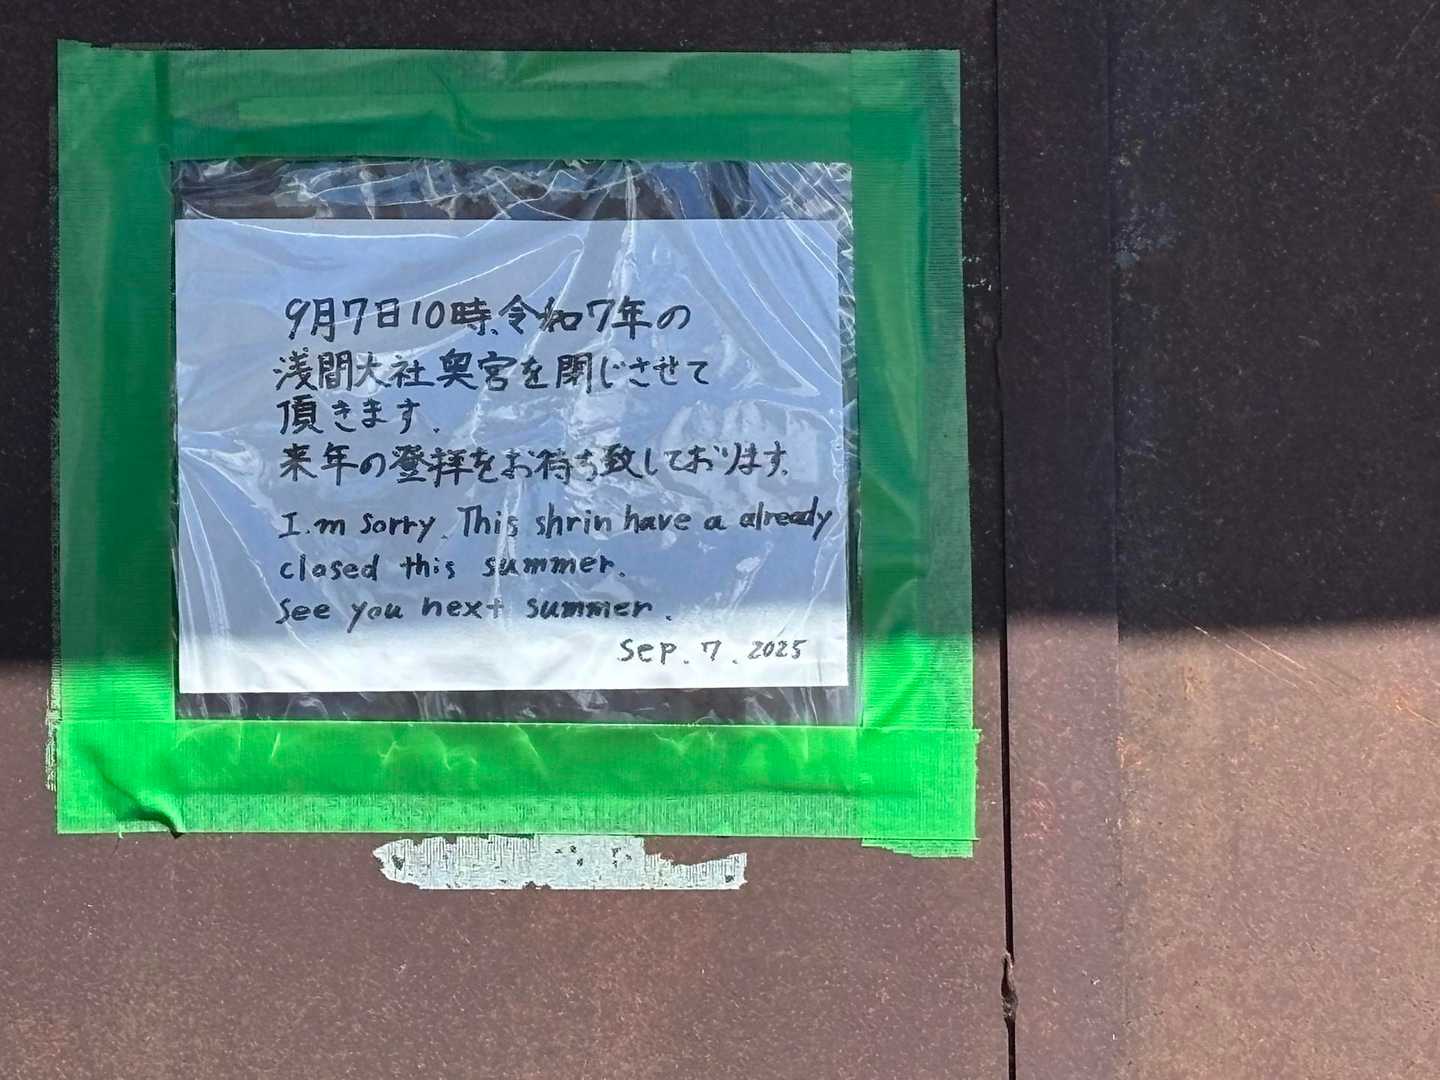 9月7日10時、令和7年の
浅間大社奥宮を閉じさせて
頂きます。
来年の登拝をお待ち致しております。
I.m sorry. This shrin have a already
closed this summer.
See you next summer.
Sep. 7. 2025